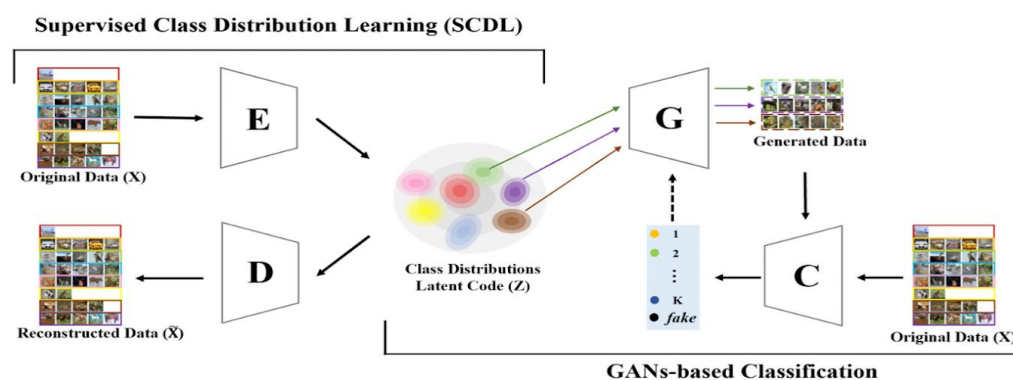 Supervised Class Distribution Learning (SCDL)
E
G
Generated Data
Original Data (X)
D
Class Distributions
Latent Code (Z)
1
2
⋮
K
fake
C
Reconstructed Data (X̄)
Original Data (X)
GANs-based Classification